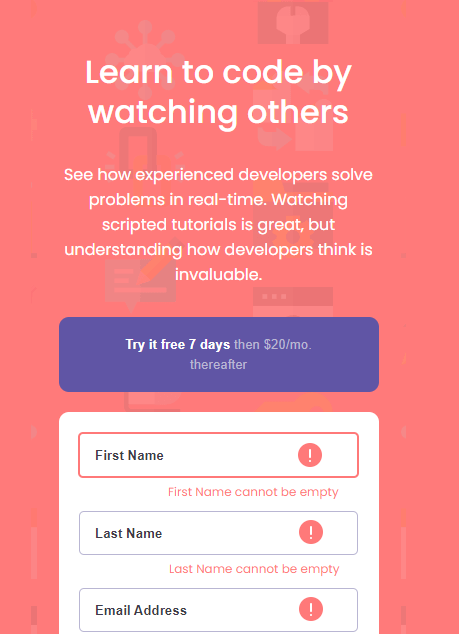 Learn to code by
watching others
See how experienced developers solve
problems in real-time. Watching
scripted tutorials is great, but
understanding how developers think is
invaluable.
Try it free 7 days then $20/mo.
thereafter
First Name
First Name cannot be empty
Last Name
Last Name cannot be empty
Email Address